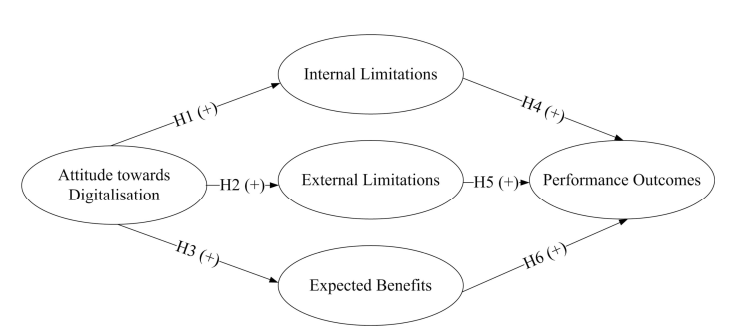 Internal Limitations
H1 (+)
H4 (+)
Attitude towards
Digitalisation
H2 (+)
External Limitations
H5 (+)
Performance Outcomes
H3 (+)
H6 (+)
Expected Benefits